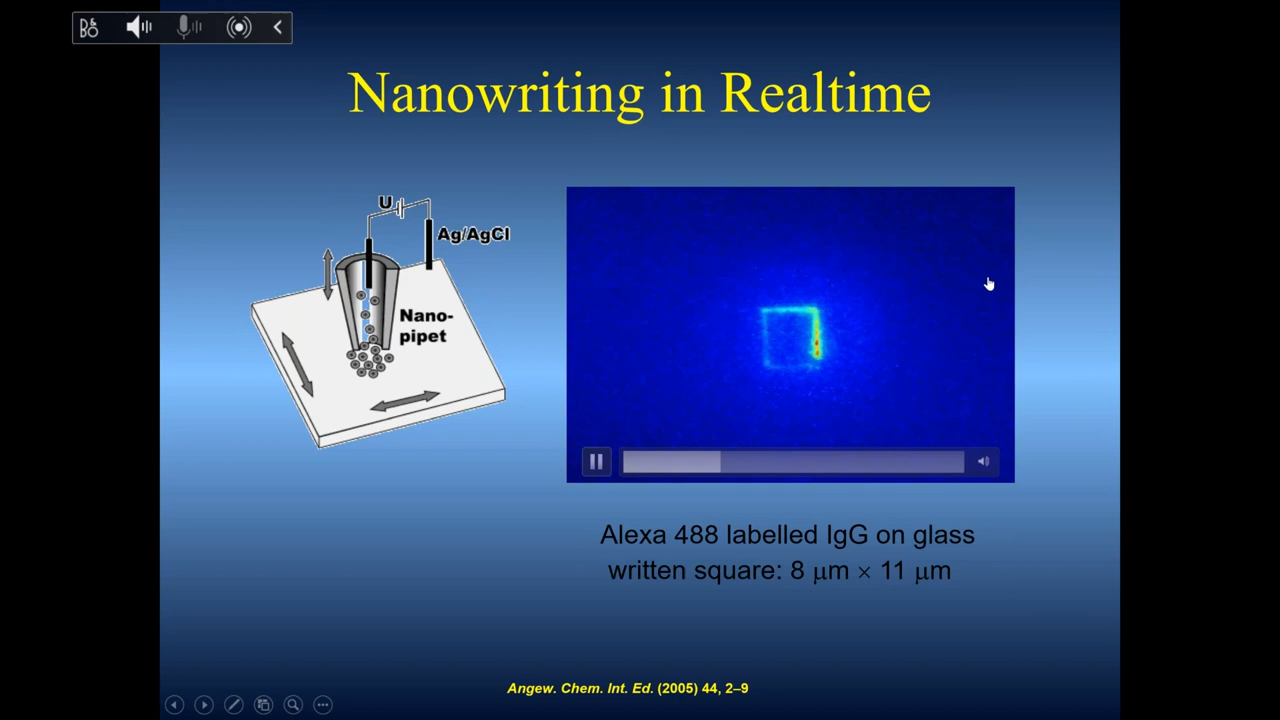 B&O
Nanowriting in Realtime
U
Ag/AgCl
Nano-
pipet
Alexa 488 labelled IgG on glass
written square: 8 μm × 11 μm
Angew. Chem. Int. Ed. (2005) 44, 2–9